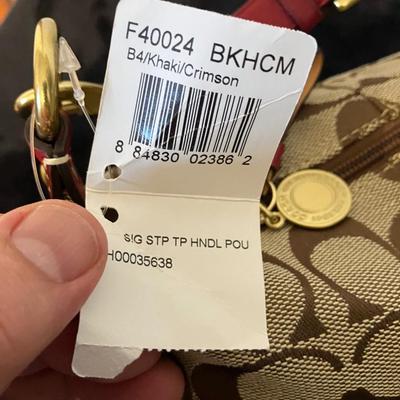 F40024 BKHCM
B4/Khaki/Crimson
8 84830 02386 2
SIG STP TP HNDL POU
H00035638